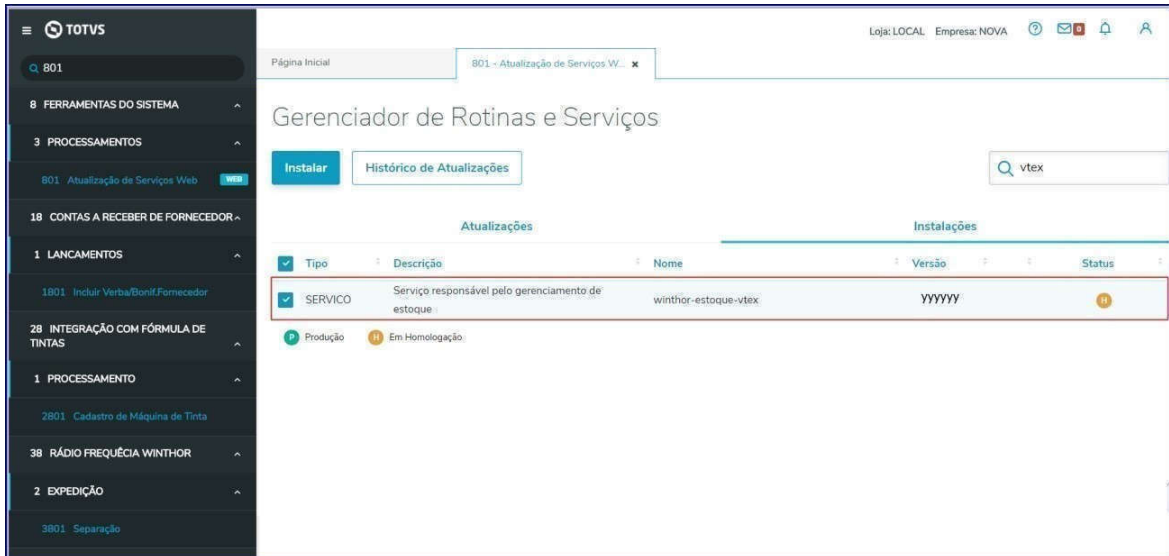 TOTVS
Loja: LOCAL Empresa: NOVA 0
801
Página Inicial
801 - Atualização de Serviços W... x
8 FERRAMENTAS DO SISTEMA
3 PROCESSAMENTOS
801 Atualização de Serviços Web WEB
18 CONTAS A RECEBER DE FORNECEDOR
1 LANCAMENTOS
1801 Incluir Verba/Bonif.Fornecedor
28 INTEGRAÇÃO COM FÓRMULA DE
TINTAS
1 PROCESSAMENTO
2801 Cadastro de Máquina de Tinta
38 RÁDIO FREQUÊCIA WINTHOR
2 EXPEDIÇÃO
3801 Separação
Gerenciador de Rotinas e Serviços
Instalar Histórico de Atualizações vtex
Atualizações Instalações
Tipo Descrição Nome Versão Status
SERVICO Serviço responsável pelo gerenciamento de
estoque winthor-estoque-vtex yyyyyy H
P Produção H Em Homologação